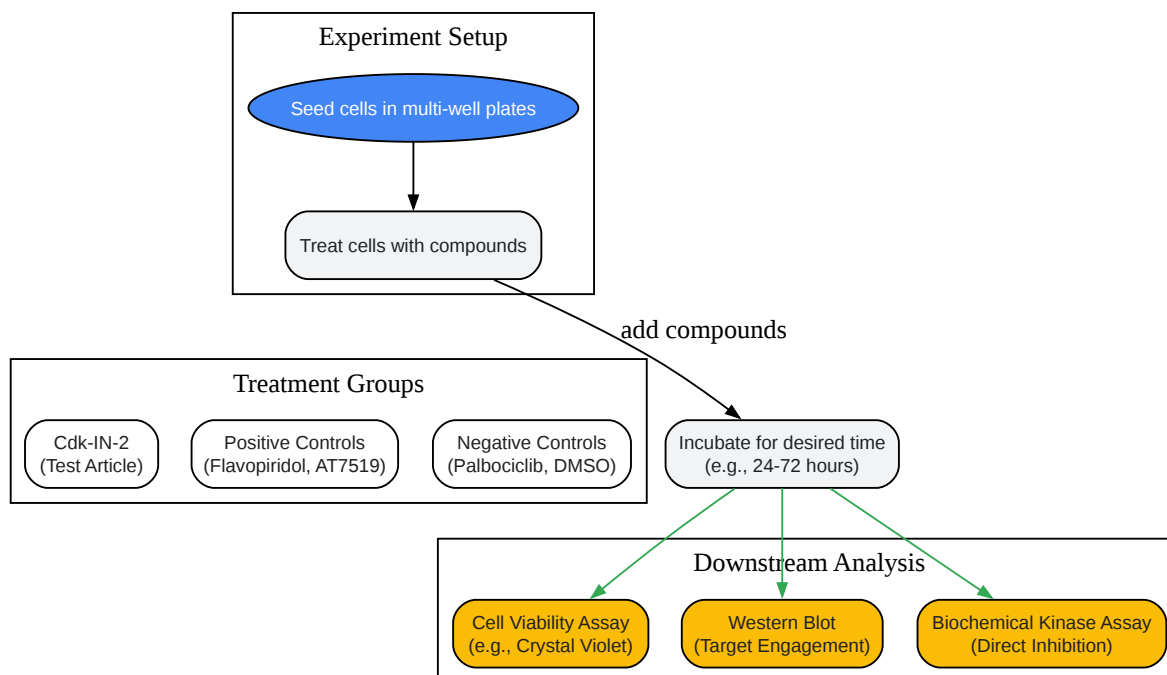 Experiment Setup
Seed cells in multi-well plates
Treat cells with compounds
add compounds
Treatment Groups
Cdk-IN-2
(Test Article)
Positive Controls
(Flavopiridol, AT7519)
Negative Controls
(Palbociclib, DMSO)
Incubate for desired time
(e.g., 24-72 hours)
Downstream Analysis
Cell Viability Assay
(e.g., Crystal Violet)
Western Blot
(Target Engagement)
Biochemical Kinase Assay
(Direct Inhibition)